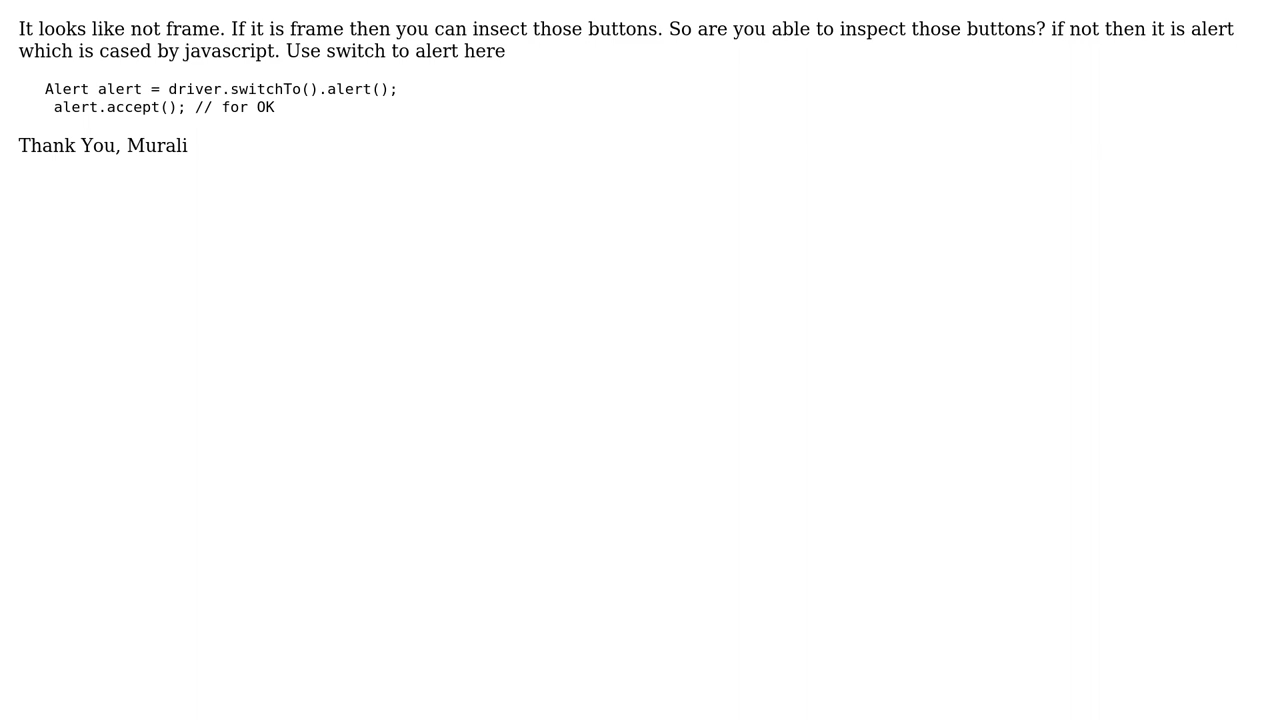 It looks like not frame. If it is frame then you can insect those buttons. So are you able to inspect those buttons? if not then it is alert
which is cased by javascript. Use switch to alert here
Alert alert = driver.switchTo().alert();
alert.accept(); // for OK
Thank You, Murali